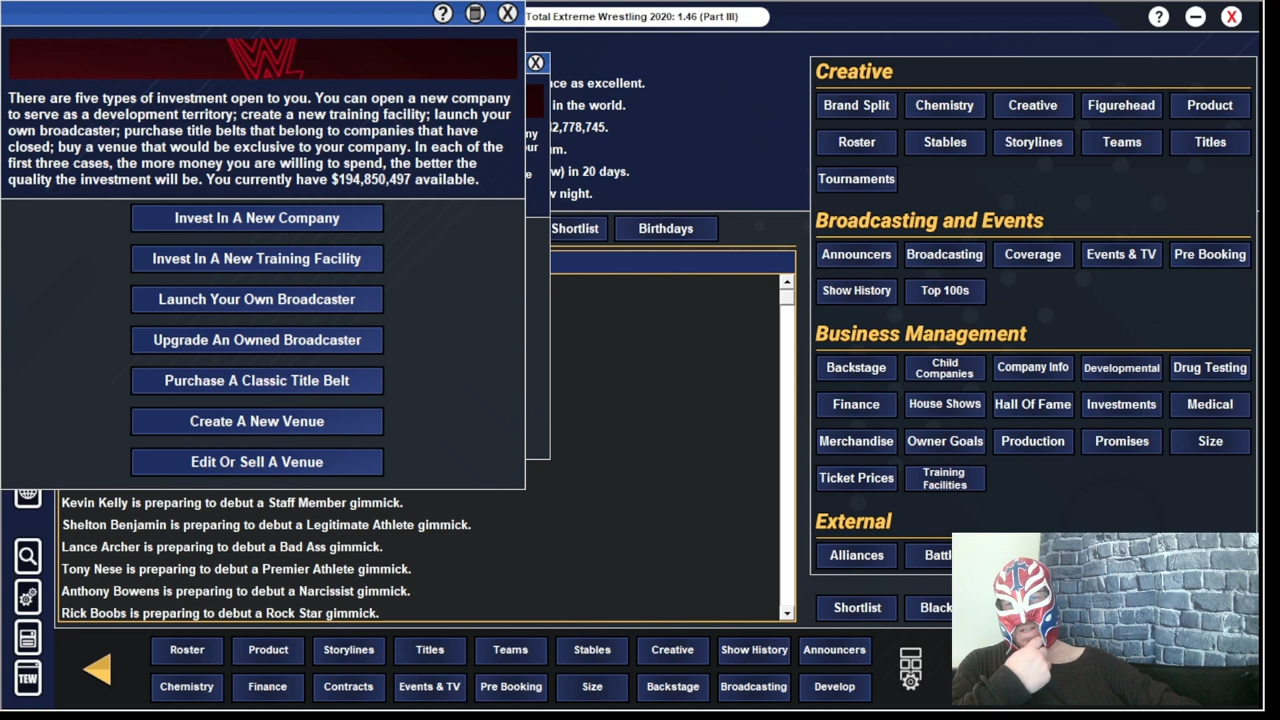 Total Extreme Wrestling 2020: 1.46 (Part III)
There are five types of investment open to you. You can open a new company
to serve as a development territory; create a new training facility; launch your
own broadcaster; purchase title belts that belong to companies that have
closed; buy a venue that would be exclusive to your company. In each of the
first three cases, the more money you are willing to spend, the better the
quality the investment will be. You currently have $194,850,497 available.
Invest In A New Company
Invest In A New Training Facility
Launch Your Own Broadcaster
Upgrade An Owned Broadcaster
Purchase A Classic Title Belt
Create A New Venue
Edit Or Sell A Venue
ce as excellent.
in the world.
2,778,745.
m.
w) in 20 days.
v night.
ny
ur
e
Shortlist
Birthdays
Kevin Kelly is preparing to debut a Staff Member gimmick.
Shelton Benjamin is preparing to debut a Legitimate Athlete gimmick.
Lance Archer is preparing to debut a Bad Ass gimmick.
Tony Nese is preparing to debut a Premier Athlete gimmick.
Anthony Bowens is preparing to debut a Narcissist gimmick.
Rick Boobs is preparing to debut a Rock Star gimmick.
Creative
Brand Split Chemistry Creative Figurehead Product
Roster Stables Storylines Teams Titles
Tournaments
Broadcasting and Events
Announcers Broadcasting Coverage Events & TV Pre Booking
Show History Top 100s
Business Management
Backstage Child Companies Company Info Developmental Drug Testing
Finance House Shows Hall Of Fame Investments Medical
Merchandise Owner Goals Production Promises Size
Ticket Prices Training Facilities
External
Alliances Battl
Shortlist Black
TEW
Roster Product Storylines Titles Teams Stables Creative Show History Announcers
Chemistry Finance Contracts Events & TV Pre Booking Size Backstage Broadcasting Develop